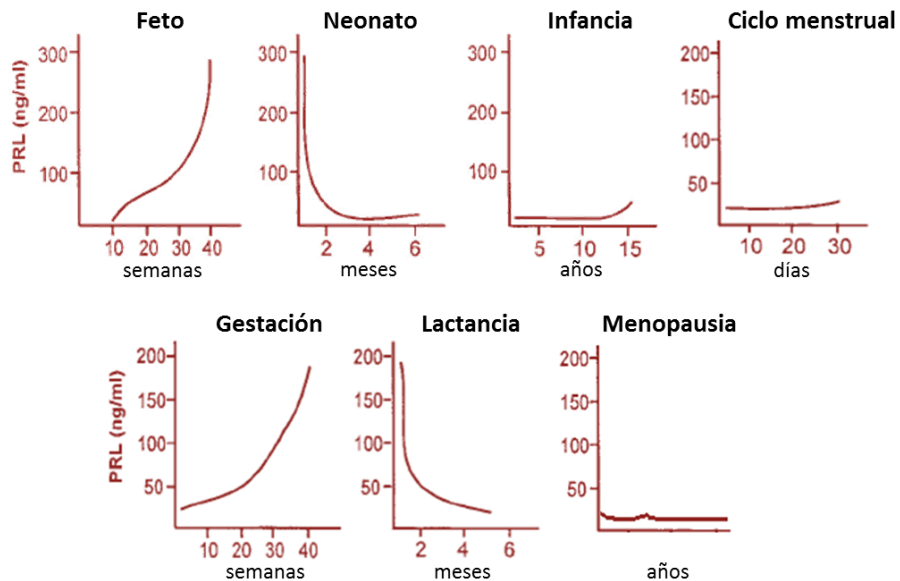 Feto
PRL (ng/ml)
300
200
100
10 20 30 40
semanas
Neonato
300
200
100
2 4 6
meses
Infancia
300
200
100
5 10 15
años
Ciclo menstrual
200
150
100
50
10 20 30
días
Gestación
PRL (ng/ml)
200
150
100
50
10 20 30 40
semanas
Lactancia
200
150
100
50
2 4 6
meses
Menopausia
200
150
100
50
años